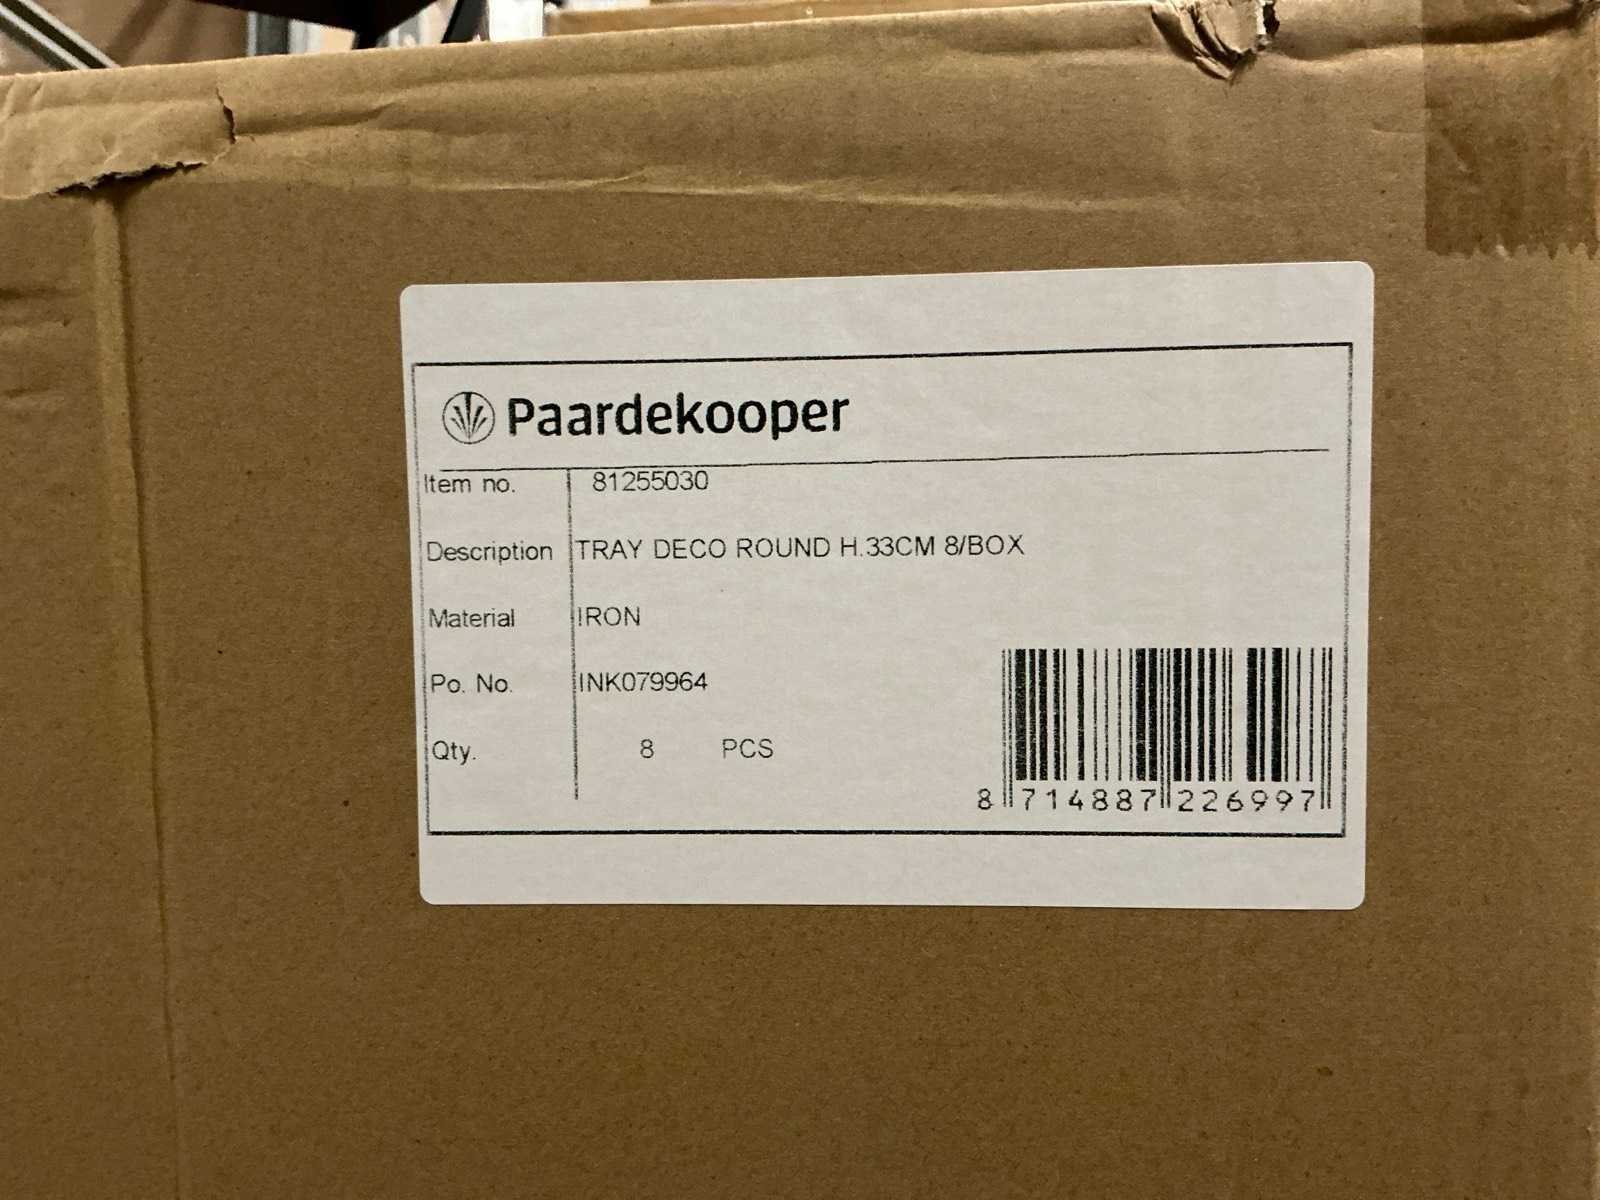 Paardekooper
Item no. 81255030
Description TRAY DECO ROUND H.33CM 8/BOX
Material IRON
Po. No. INK079964
Qty. 8 PCS
8 714887 226997